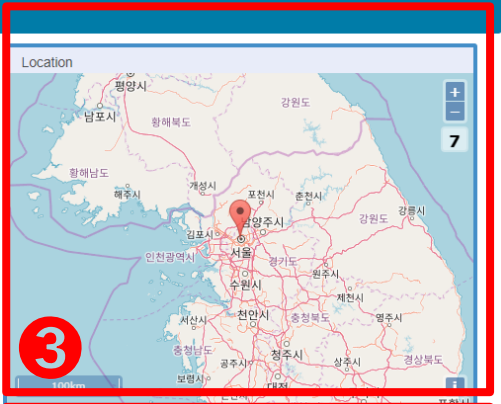 Location
평양시
남포시
황해북도
강원도
+
−
7
황해남도
해주시
개성시
포천시
춘천시
강릉시
김포시
남양주시
강원도
인천광역시
서울
경기도
원주시
수원시
제천시
서산시
천안시
충청북도
영주시
3
충청남도
공주시
청주시
상주시
경상북도
보령시
100km
대전
i